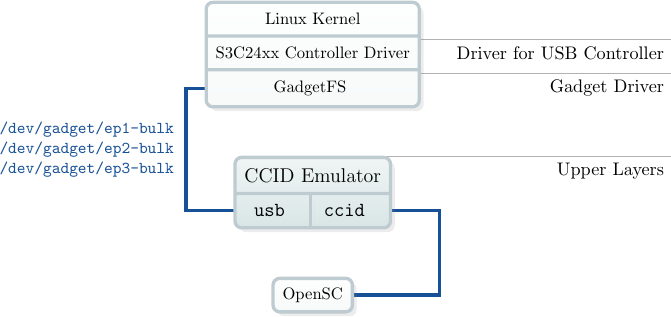 Linux Kernel
S3C24xx Controller Driver
Driver for USB Controller
GadgetFS
Gadget Driver
/dev/gadget/ep1-bulk
/dev/gadget/ep2-bulk
/dev/gadget/ep3-bulk
CCID Emulator
Upper Layers
usb
ccid
OpenSC